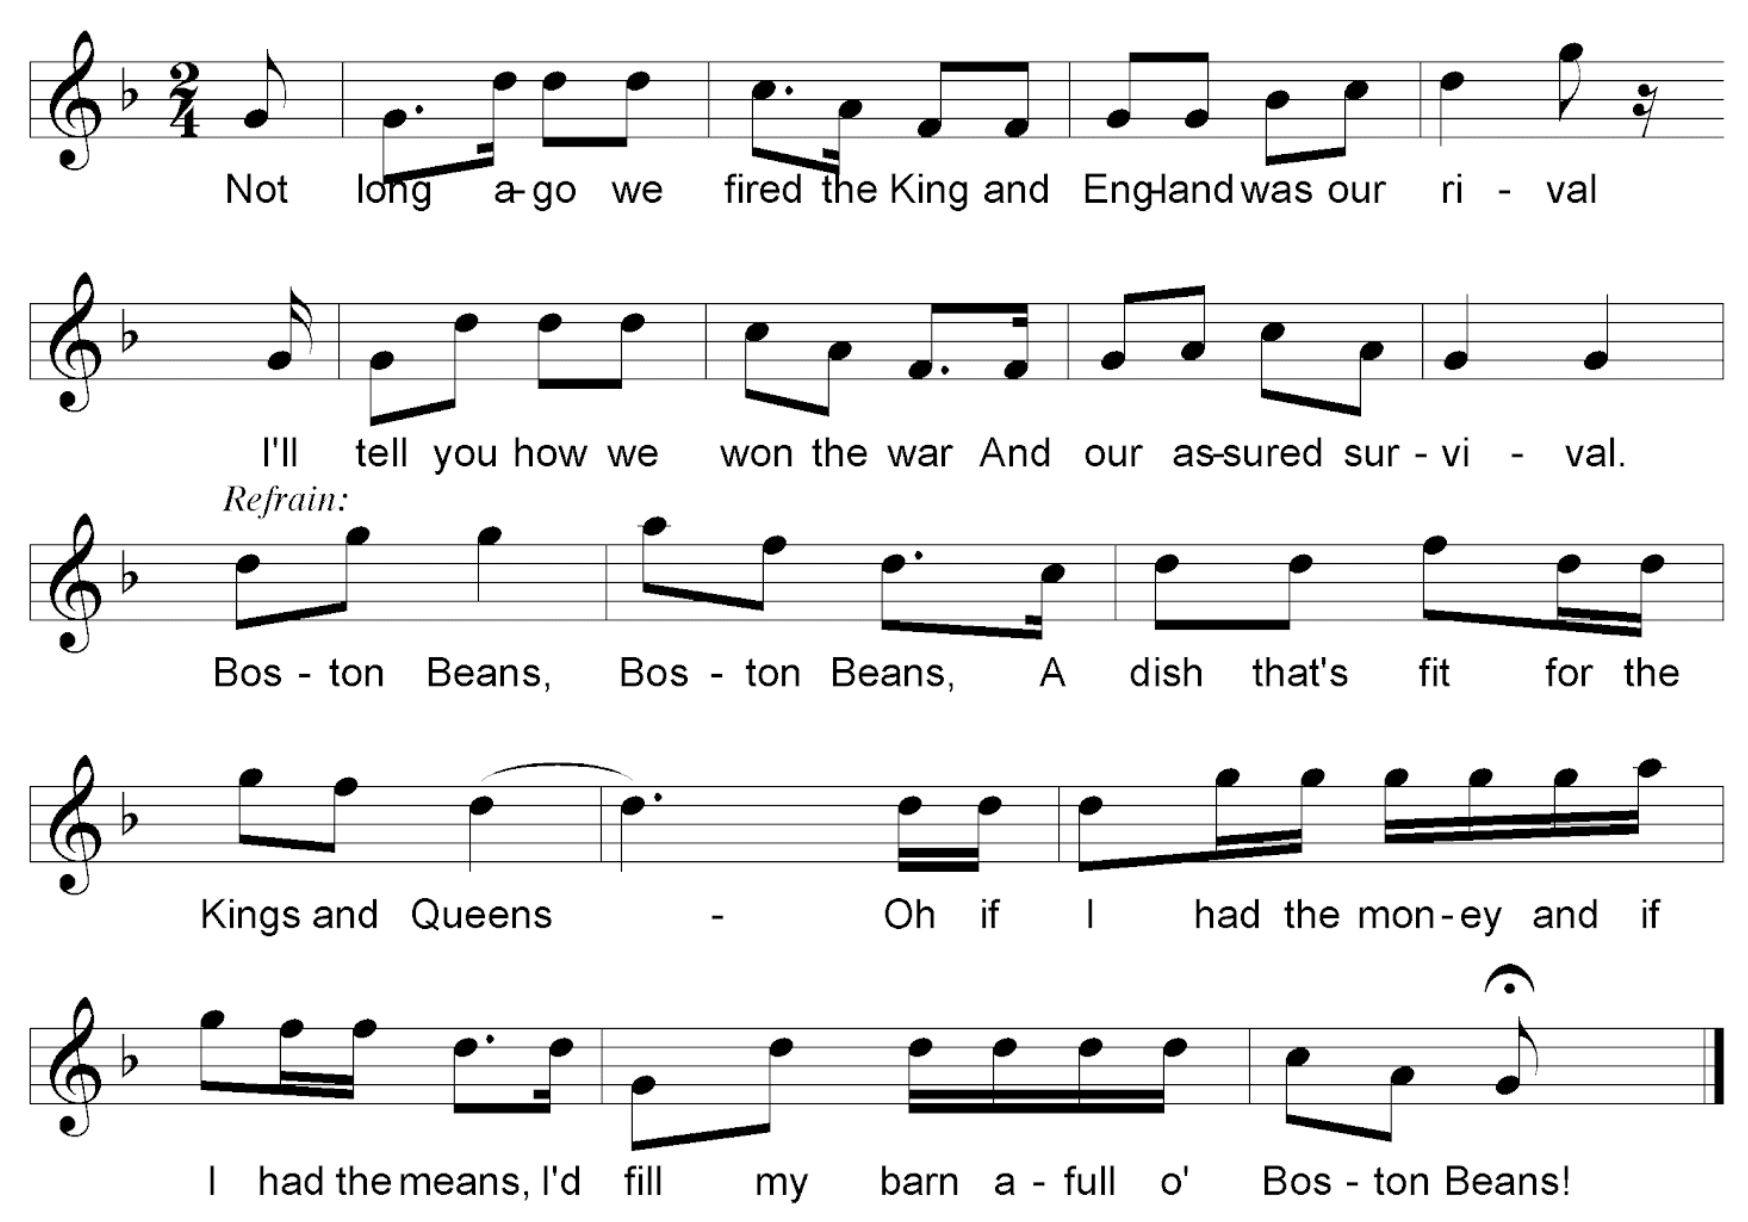 Not long a-go we fired the King and Eng-land was our ri - val
I'll tell you how we won the war And our as-sured sur - vi - val.
Refrain:
Bos - ton Beans, Bos - ton Beans, A dish that's fit for the
Kings and Queens - Oh if I had the mon-ey and if
I had the means, I'd fill my barn a - full o' Bos - ton Beans!